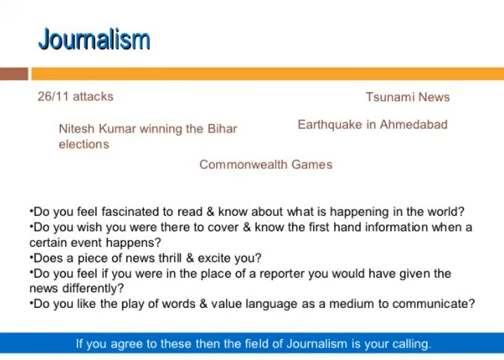 Journalism
26/11 attacks
Tsunami News
Nitesh Kumar winning the Bihar
elections
Earthquake in Ahmedabad
Commonwealth Games
•Do you feel fascinated to read & know about what is happening in the world?
•Do you wish you were there to cover & know the first hand information when a
certain event happens?
•Does a piece of news thrill & excite you?
•Do you feel if you were in the place of a reporter you would have given the
news differently?
•Do you like the play of words & value language as a medium to communicate?
If you agree to these then the field of Journalism is your calling.